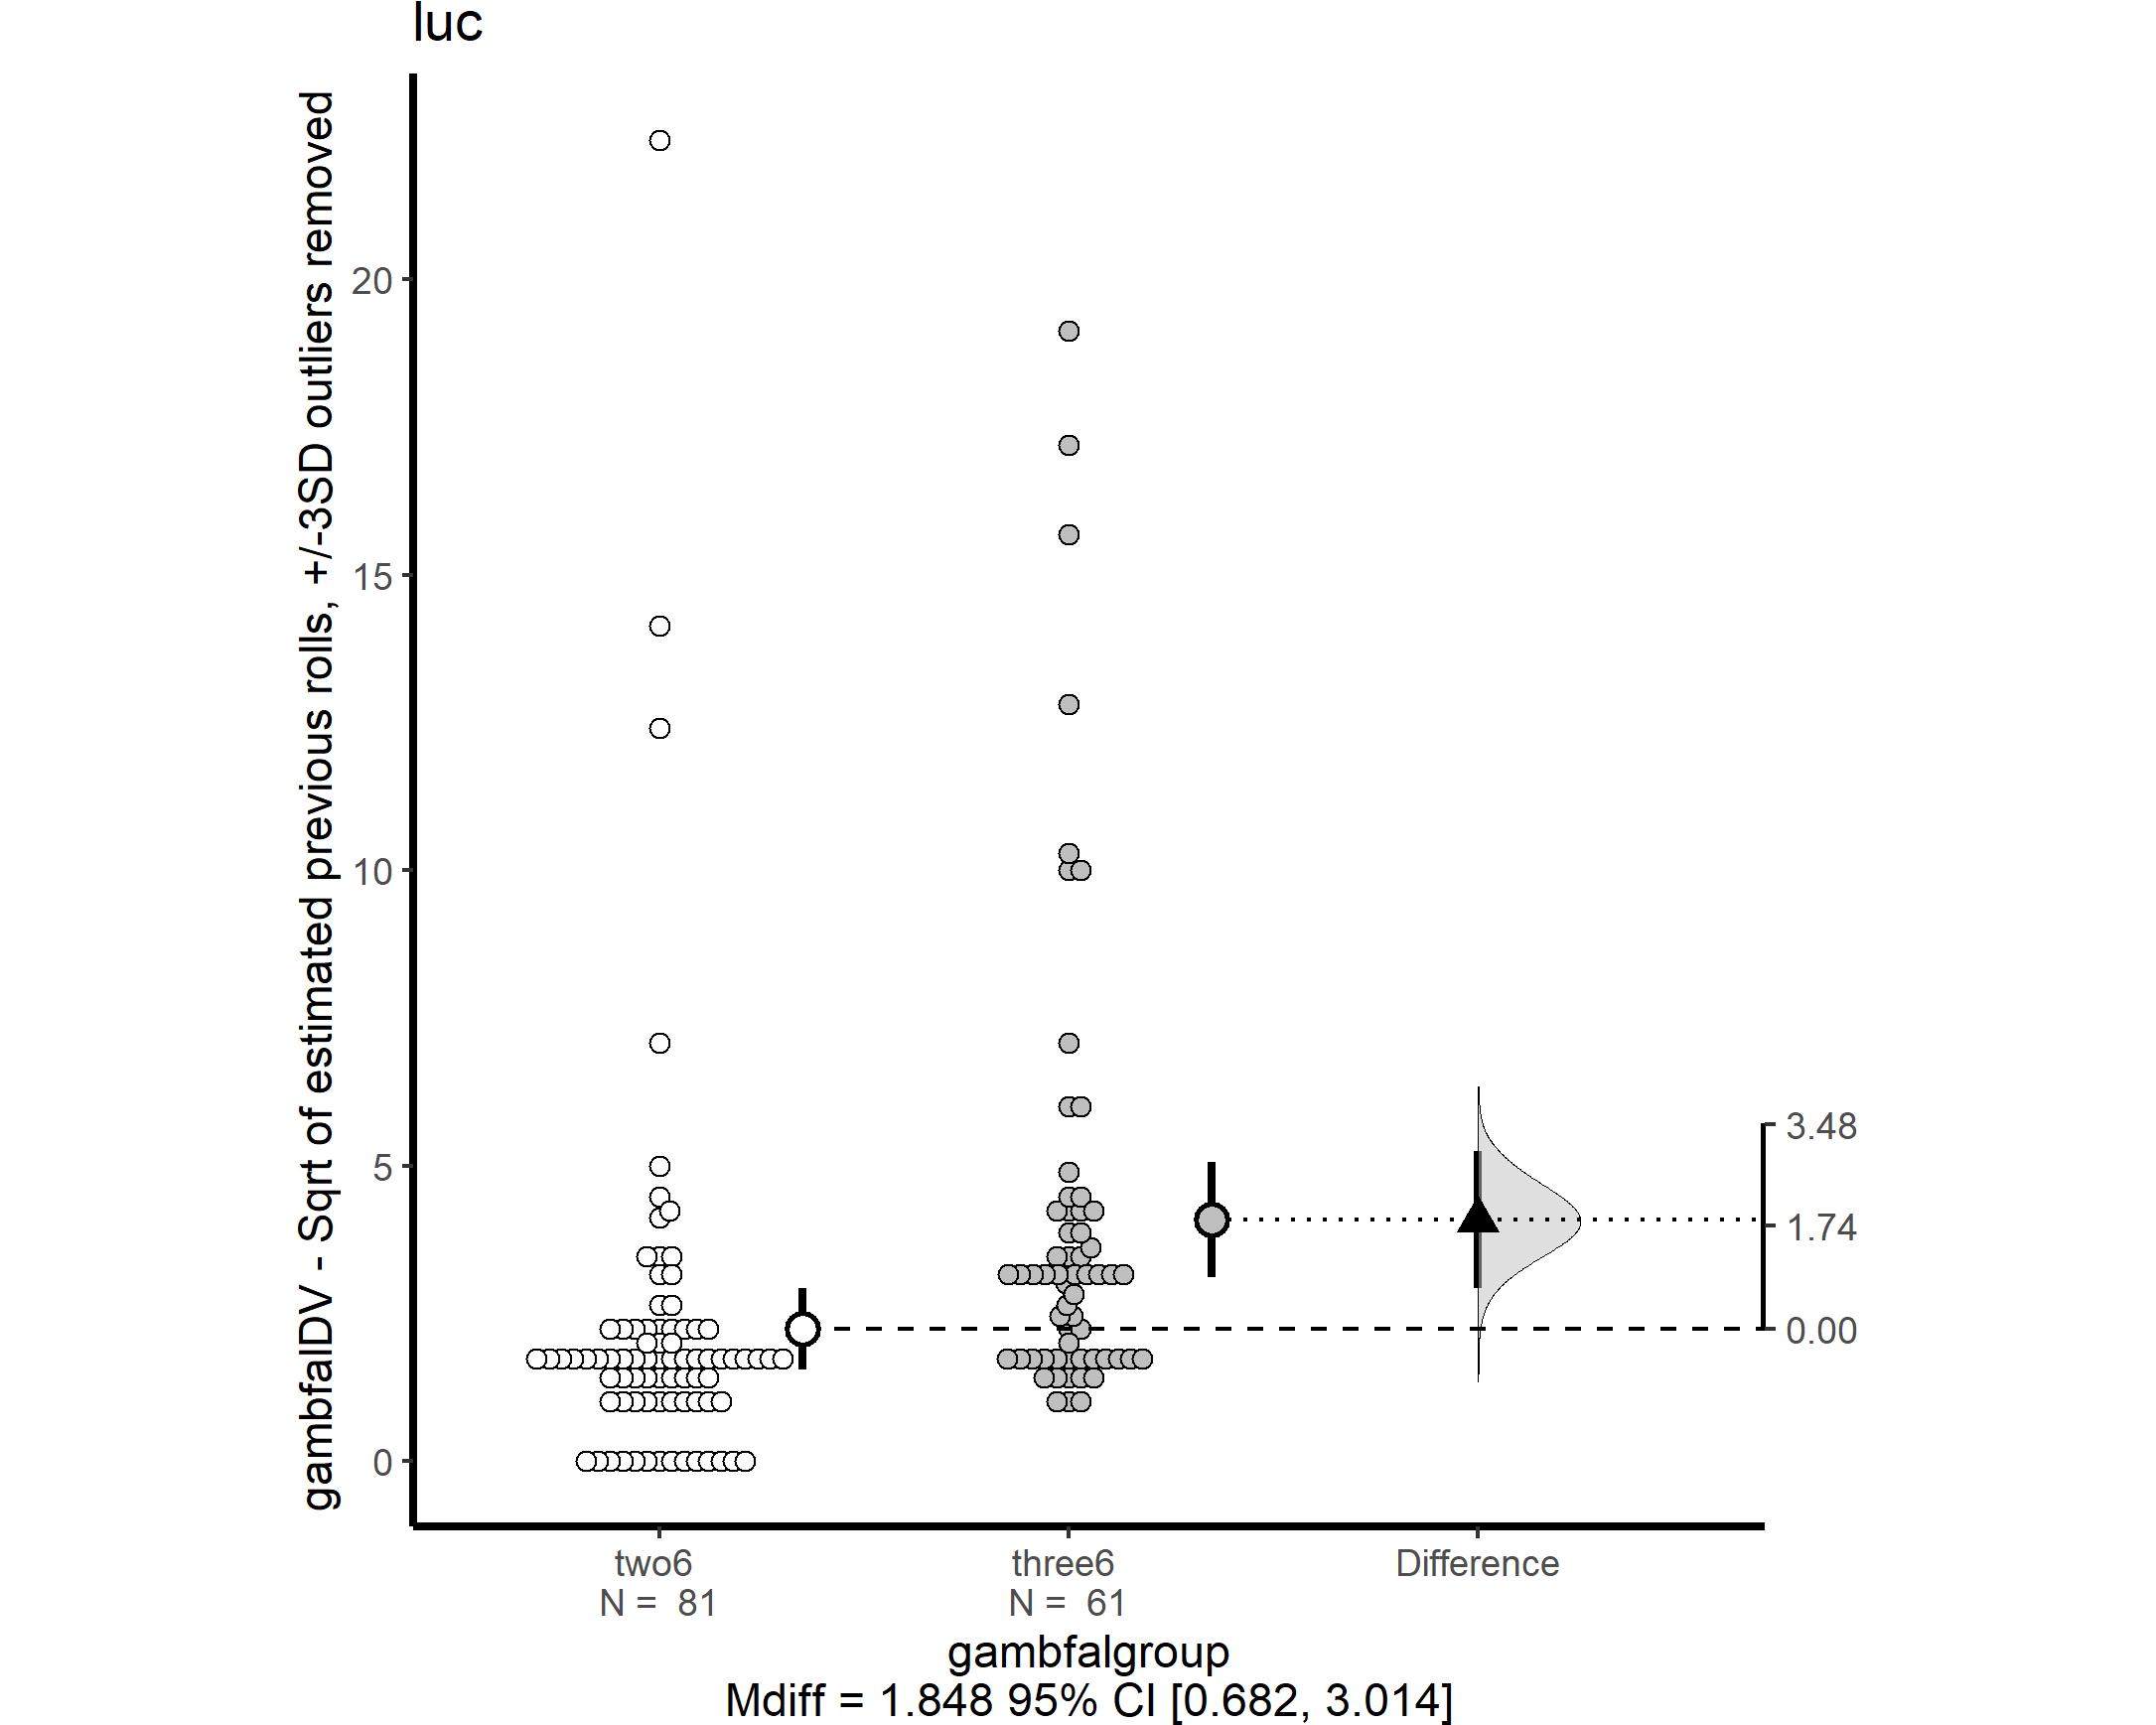 luc
gambfalDV - Sqrt of estimated previous rolls, +/-3SD outliers removed
20
15
10
5
0
3.48
1.74
0.00
two6
N =  81
three6
N =  61
Difference
gambfalgroup
Mdiff = 1.848 95% CI [0.682, 3.014]